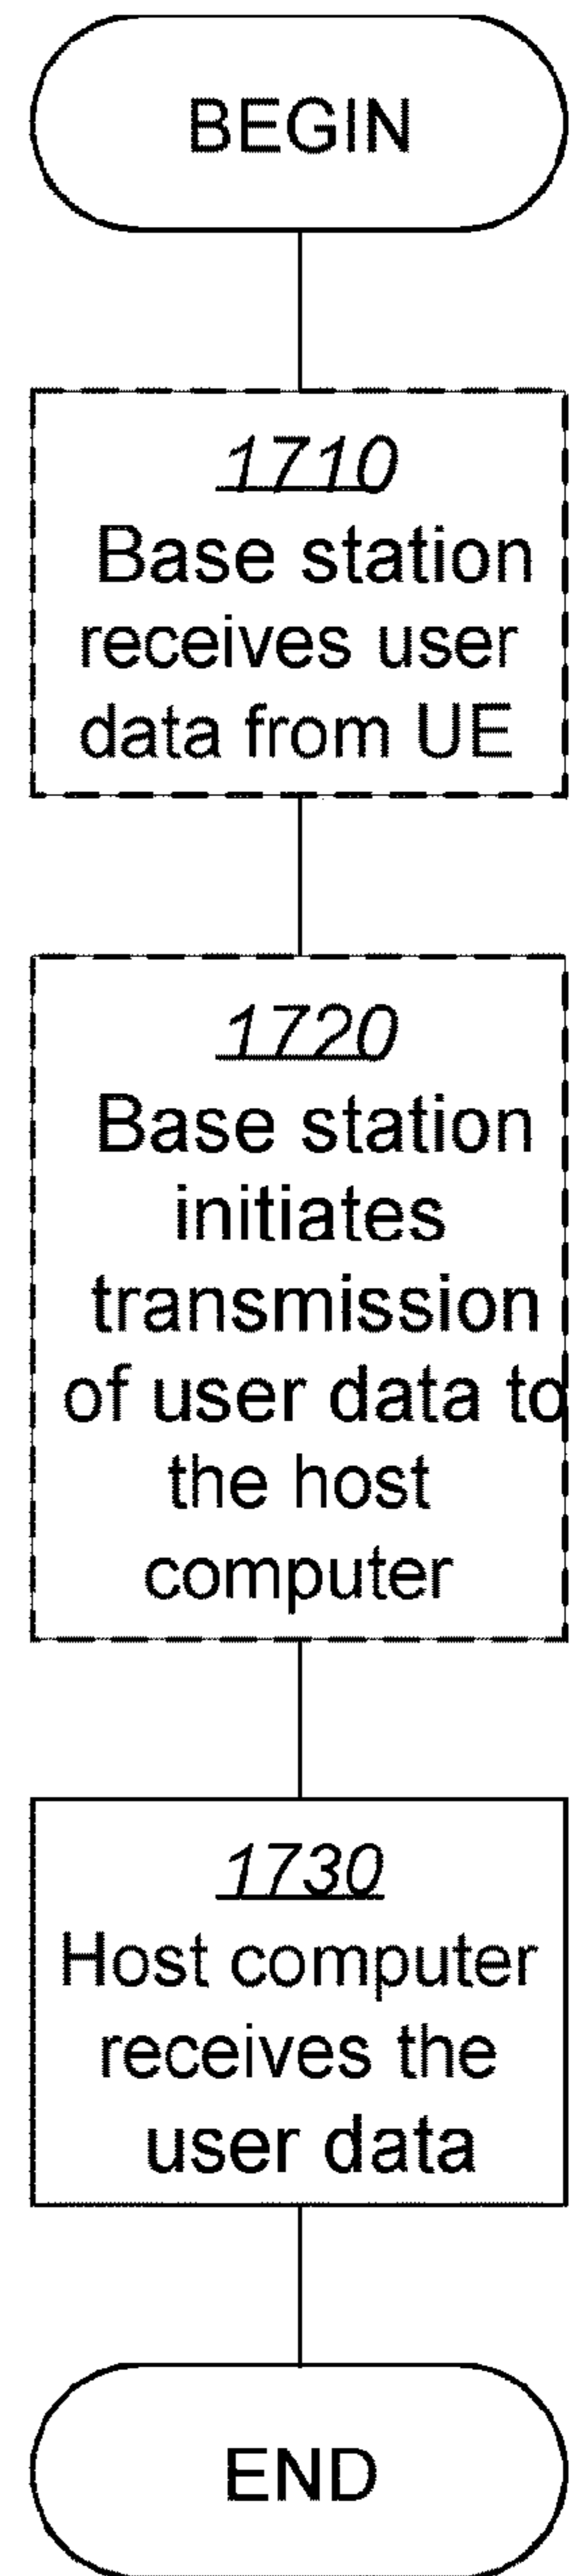 BEGIN
1710
Base station
receives user
data from UE
1720
Base station
initiates
transmission
of user data to
the host
computer
1730
Host computer
receives the
user data
END